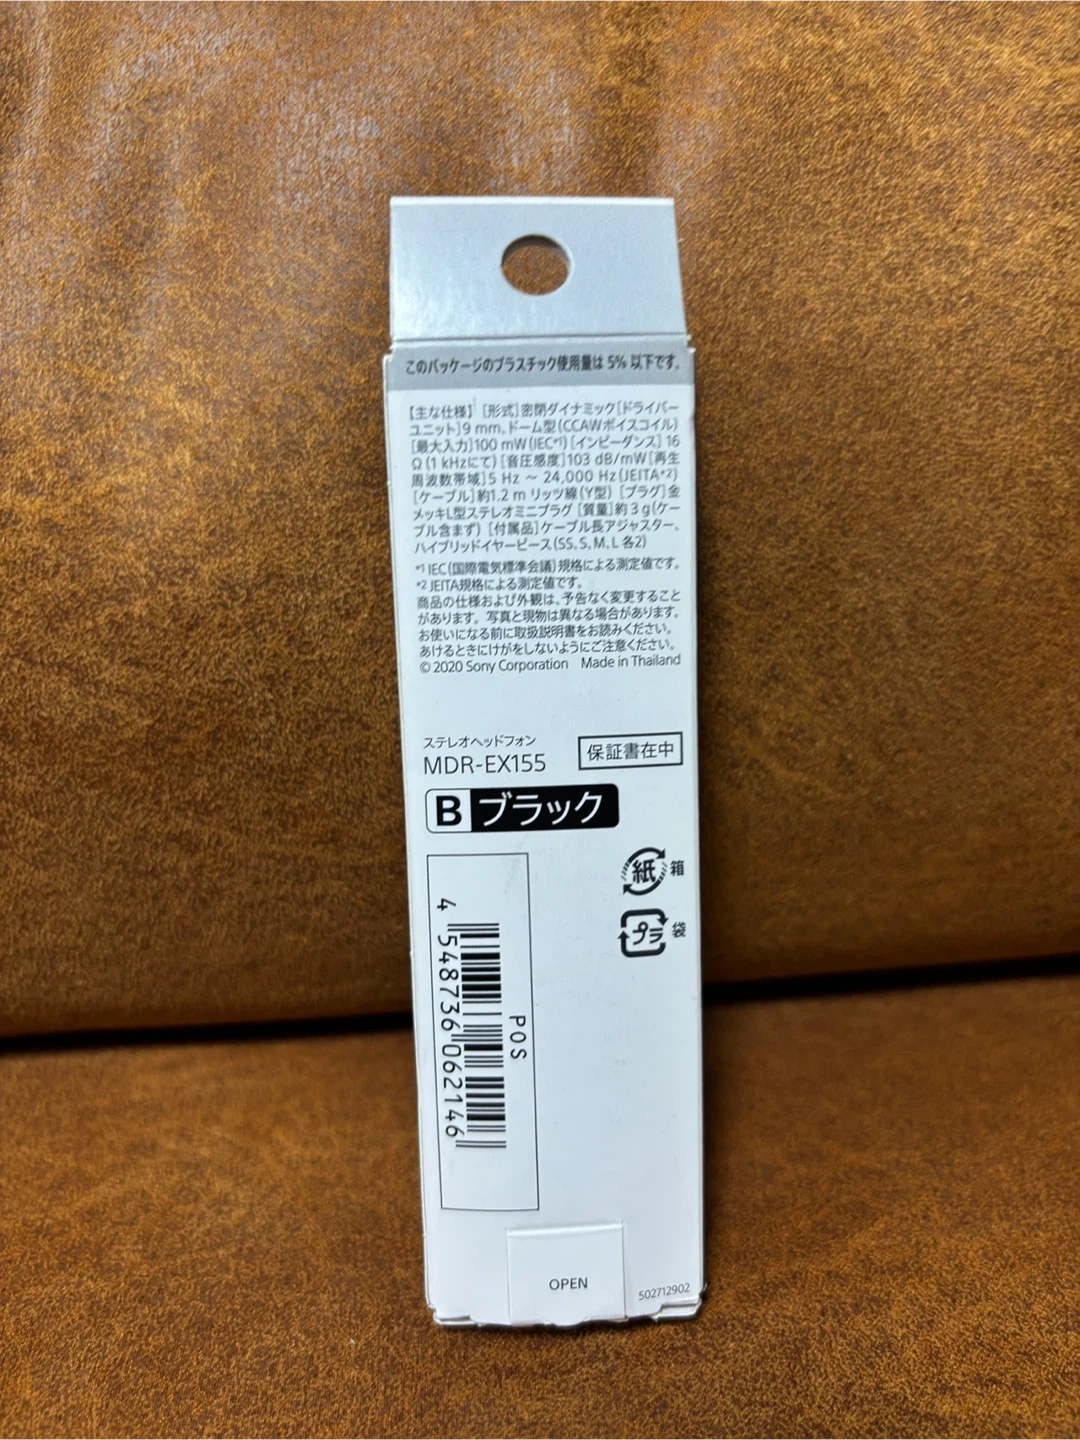 このパッケージのプラスチック使用量は 5% 以下です。
【主な仕様】 [形式]密閉ダイナミック[ドライバー
ユニット]9 mm、ドーム型(CCAWボイスコイル)
[最大入力]100 mW(IEC*1) [インピーダンス] 16
Ω(1 kHzにて) [音圧感度]103 dB/mW[再生
周波数帯域]5 Hz ～ 24,000 Hz(JEITA*2)
[ケーブル]約1.2 m リッツ線(Y型) [プラグ]金
メッキL型ステレオミニプラグ [質量]約 3 g(ケー
ブル含まず) [付属品]ケーブル長アジャスター、
ハイブリッドイヤーピース(SS、S、M、L 各2)
*1 IEC(国際電気標準会議)規格による測定値です。
*2 JEITA規格による測定値です。
商品の仕様および外観は、予告なく変更すること
があります。写真と現物は異なる場合があります。
お使いになる前に取扱説明書をお読みください。
あけるときにけがをしないようにご注意ください。
© 2020 Sony Corporation Made in Thailand
ステレオヘッドフォン
MDR-EX155
保証書在中
B ブラック
紙 箱
プラ 袋
POS
4 548736 062146
OPEN
502712902